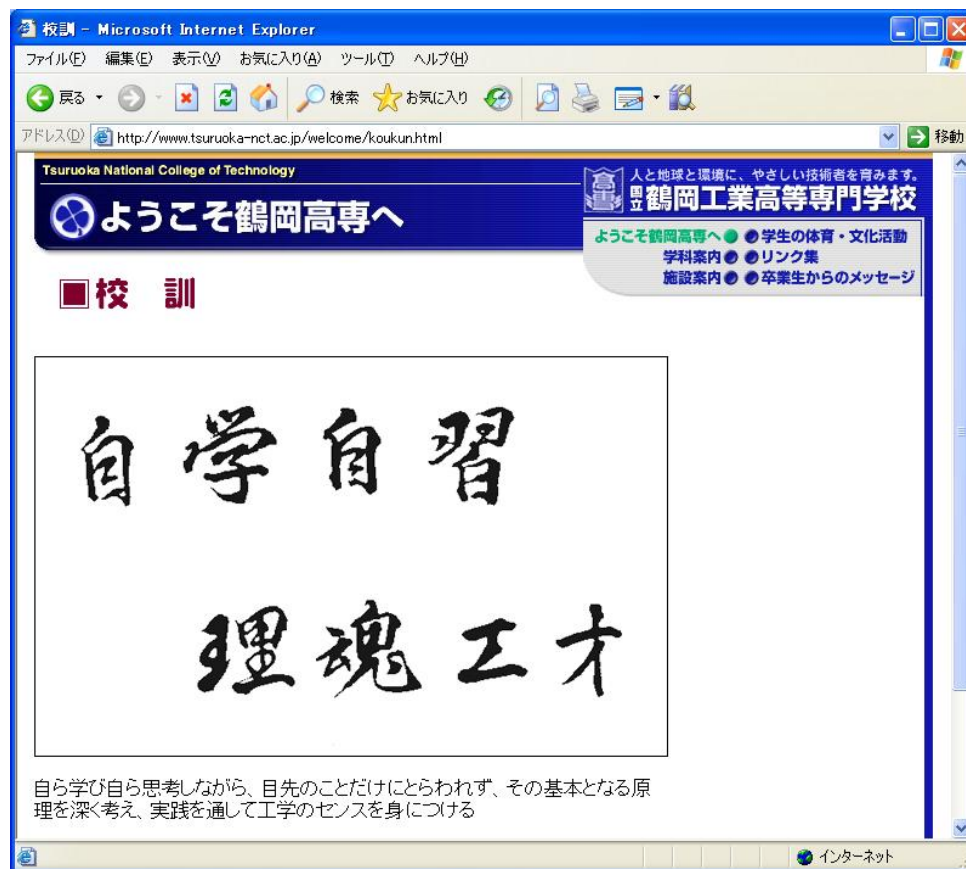 校訓 - Microsoft Internet Explorer
ファイル(F) 編集(E) 表示(V) お気に入り(A) ツール(T) ヘルプ(H)
戻る 検索 お気に入り
アドレス(D) http://www.tsuruoka-nct.ac.jp/welcome/koukun.html 移動
Tsuruoka National College of Technology
人と地球と環境に、やさしい技術者を育みます。
ようこそ鶴岡高専へ
国立 鶴岡工業高等専門学校
ようこそ鶴岡高専へ 学生の体育・文化活動
学科案内 リンク集
施設案内 卒業生からのメッセージ
校 訓
自学自習
理魂工才
自ら学び自ら思考しながら、目先のことだけにとらわれず、その基本となる原
理を深く考え、実践を通して工学のセンスを身につける
インターネット